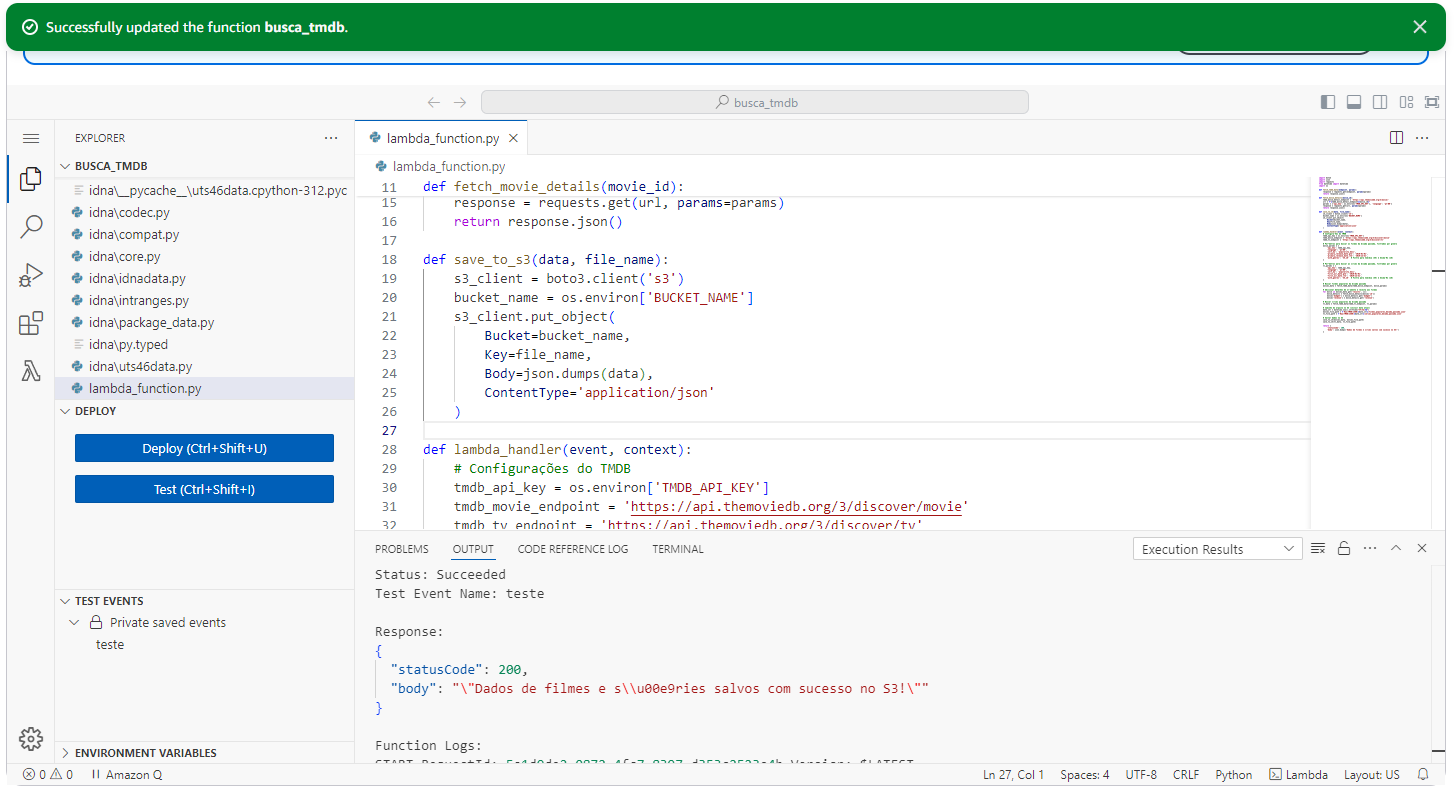 Successfully updated the function busca_tmdb.
busca_tmdb
EXPLORER
BUSCA_TMDB
idna\__pycache__\uts46data.cpython-312.pyc
idna\codec.py
idna\compat.py
idna\core.py
idna\idnadata.py
idna\intranges.py
idna\package_data.py
idna\py.typed
idna\uts46data.py
lambda_function.py
DEPLOY
Deploy (Ctrl+Shift+U)
Test (Ctrl+Shift+I)
TEST EVENTS
Private saved events
teste
ENVIRONMENT VARIABLES
lambda_function.py
lambda_function.py
11 def fetch_movie_details(movie_id):
15 response = requests.get(url, params=params)
16 return response.json()
17
18 def save_to_s3(data, file_name):
19 s3_client = boto3.client('s3')
20 bucket_name = os.environ['BUCKET_NAME']
21 s3_client.put_object(
22 Bucket=bucket_name,
23 Key=file_name,
24 Body=json.dumps(data),
25 ContentType='application/json'
26 )
27
28 def lambda_handler(event, context):
29 # Configurações do TMDB
30 tmdb_api_key = os.environ['TMDB_API_KEY']
31 tmdb_movie_endpoint = 'https://api.themoviedb.org/3/discover/movie'
32 tmdb_tv_endpoint = 'https://api.themoviedb.org/3/discover/tv'
PROBLEMS OUTPUT CODE REFERENCE LOG TERMINAL Execution Results
Status: Succeeded
Test Event Name: teste
Response:
{
"statusCode": 200,
"body": "\"Dados de filmes e s\\u00e9ries salvos com sucesso no S3!\""
}
Function Logs:
START RequestId: Version: $LATEST
0 0 Amazon Q Ln 27, Col 1 Spaces: 4 UTF-8 CRLF Python Lambda Layout: US